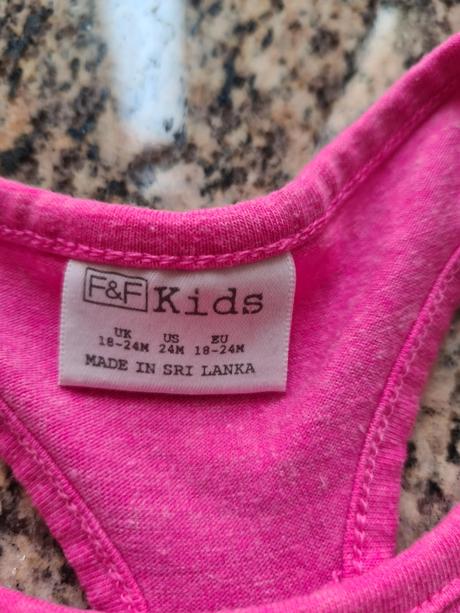 F&F Kids
UK US EU
18-24M 24M 18-24M
MADE IN SRI LANKA